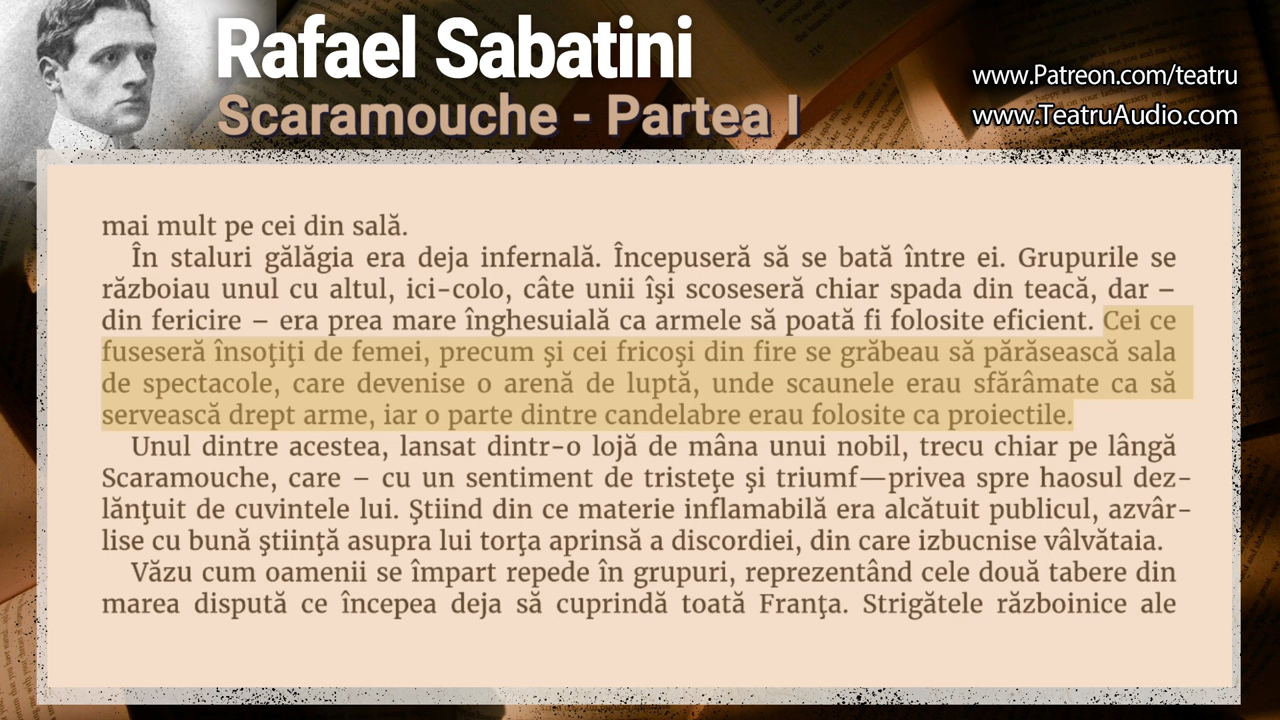 Rafael Sabatini
Scaramouche - Partea I
www.Patreon.com/teatru
www.TeatruAudio.com
mai mult pe cei din sală.
În staluri gălăgia era deja infernală. Începuseră să se bată între ei. Grupurile se
războiau unul cu altul, ici-colo, câte unii îşi scoseseră chiar spada din teacă, dar –
din fericire – era prea mare înghesuială ca armele să poată fi folosite eficient. Cei ce
fuseseră însoţiţi de femei, precum şi cei fricoşi din fire se grăbeau să părăsească sala
de spectacole, care devenise o arenă de luptă, unde scaunele erau sfărâmate ca să
servească drept arme, iar o parte dintre candelabre erau folosite ca proiectile.
Unul dintre acestea, lansat dintr-o lojă de mâna unui nobil, trecu chiar pe lângă
Scaramouche, care – cu un sentiment de tristeţe şi triumf—privea spre haosul dez-
lănţuit de cuvintele lui. Ştiind din ce materie inflamabilă era alcătuit publicul, azvâr-
lise cu bună ştiinţă asupra lui torţa aprinsă a discordiei, din care izbucnise vâlvătaia.
Văzu cum oamenii se împart repede în grupuri, reprezentând cele două tabere din
marea dispută ce începea deja să cuprindă toată Franţa. Strigătele războinice ale